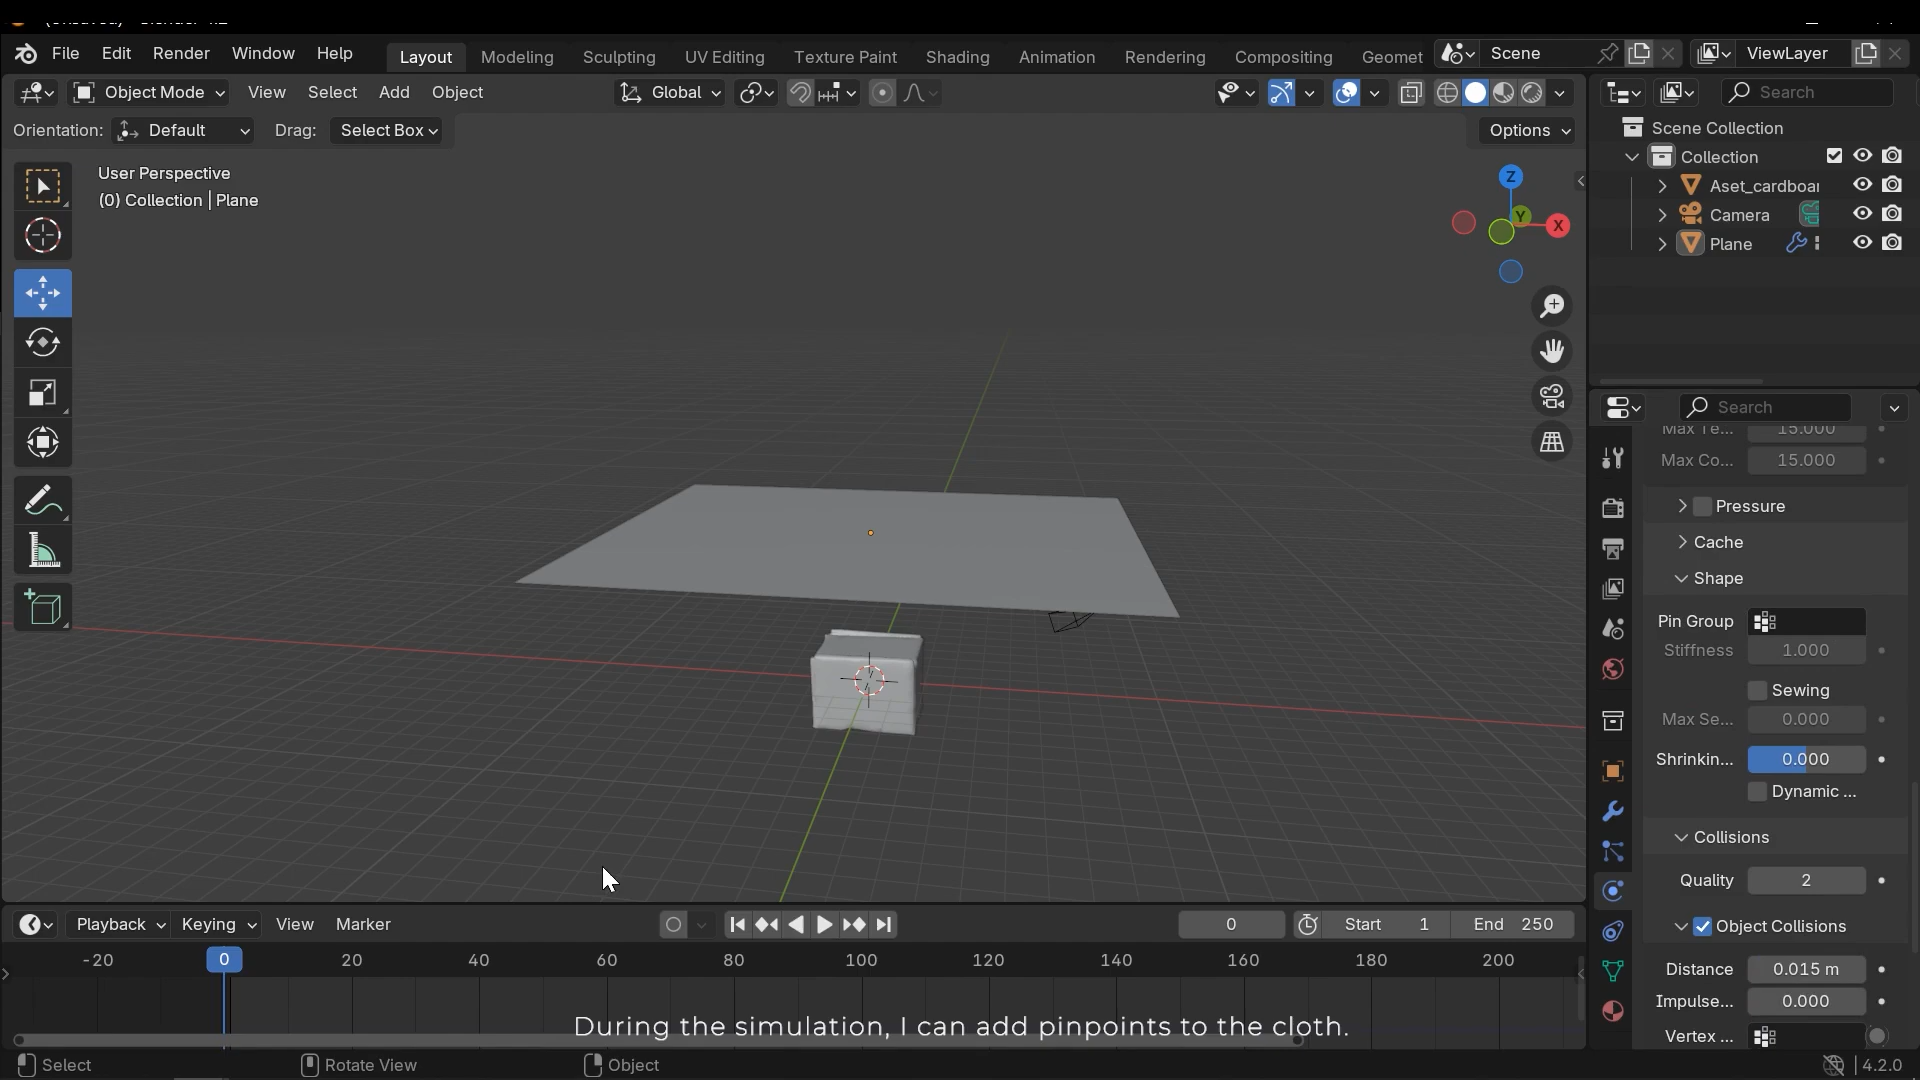 File Edit Render Window Help
Layout Modeling Sculpting UV Editing Texture Paint Shading Animation Rendering Compositing Geomet
Scene
ViewLayer
Object Mode View Select Add Object
Global
Search
Orientation: Default Drag: Select Box
Options
User Perspective
(0) Collection | Plane
Z
Y
X
Scene Collection
Collection
Aset_cardboar
Camera
Plane
Search
Max Te... 15.000
Max Co... 15.000
Pressure
Cache
Shape
Pin Group
Stiffness 1.000
Sewing
Max Se... 0.000
Shrinkin... 0.000
Dynamic ...
Collisions
Quality 2
Object Collisions
Distance 0.015 m
Impulse... 0.000
Vertex ...
Playback Keying View Marker
0
Start 1
End 250
-20 0 20 40 60 80 100 120 140 160 180 200
During the simulation, I can add pinpoints to the cloth.
Select
Rotate View
Object
4.2.0